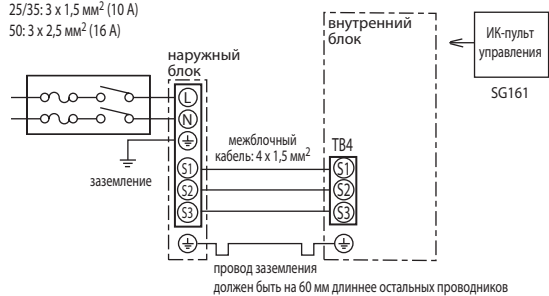 25/35: 3 x 1,5 мм² (10 А)
50: 3 x 2,5 мм² (16 А)
внутренний
блок
ИК-пульт
управления
SG161
наружный
блок
L
N
межблочный
кабель: 4 x 1,5 мм²
TB4
заземление
S1
S1
S2
S2
S3
S3
провод заземления
должен быть на 60 мм длиннее остальных проводников